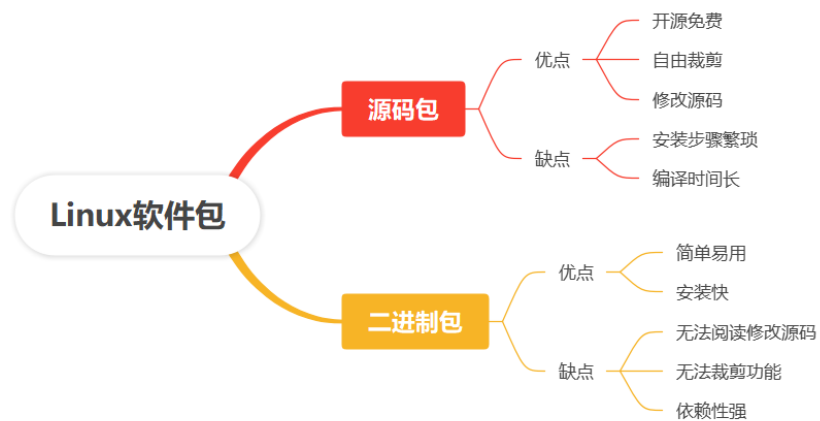 Linux软件包
源码包
优点
开源免费
自由裁剪
修改源码
缺点
安装步骤繁琐
编译时间长
二进制包
优点
简单易用
安装快
缺点
无法阅读修改源码
无法裁剪功能
依赖性强